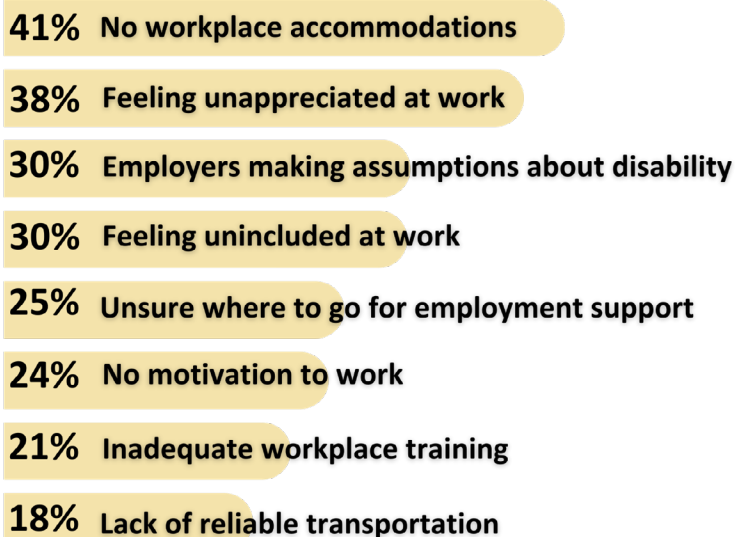 41% No workplace accommodations
38% Feeling unappreciated at work
30% Employers making assumptions about disability
30% Feeling unincluded at work
25% Unsure where to go for employment support
24% No motivation to work
21% Inadequate workplace training
18% Lack of reliable transportation